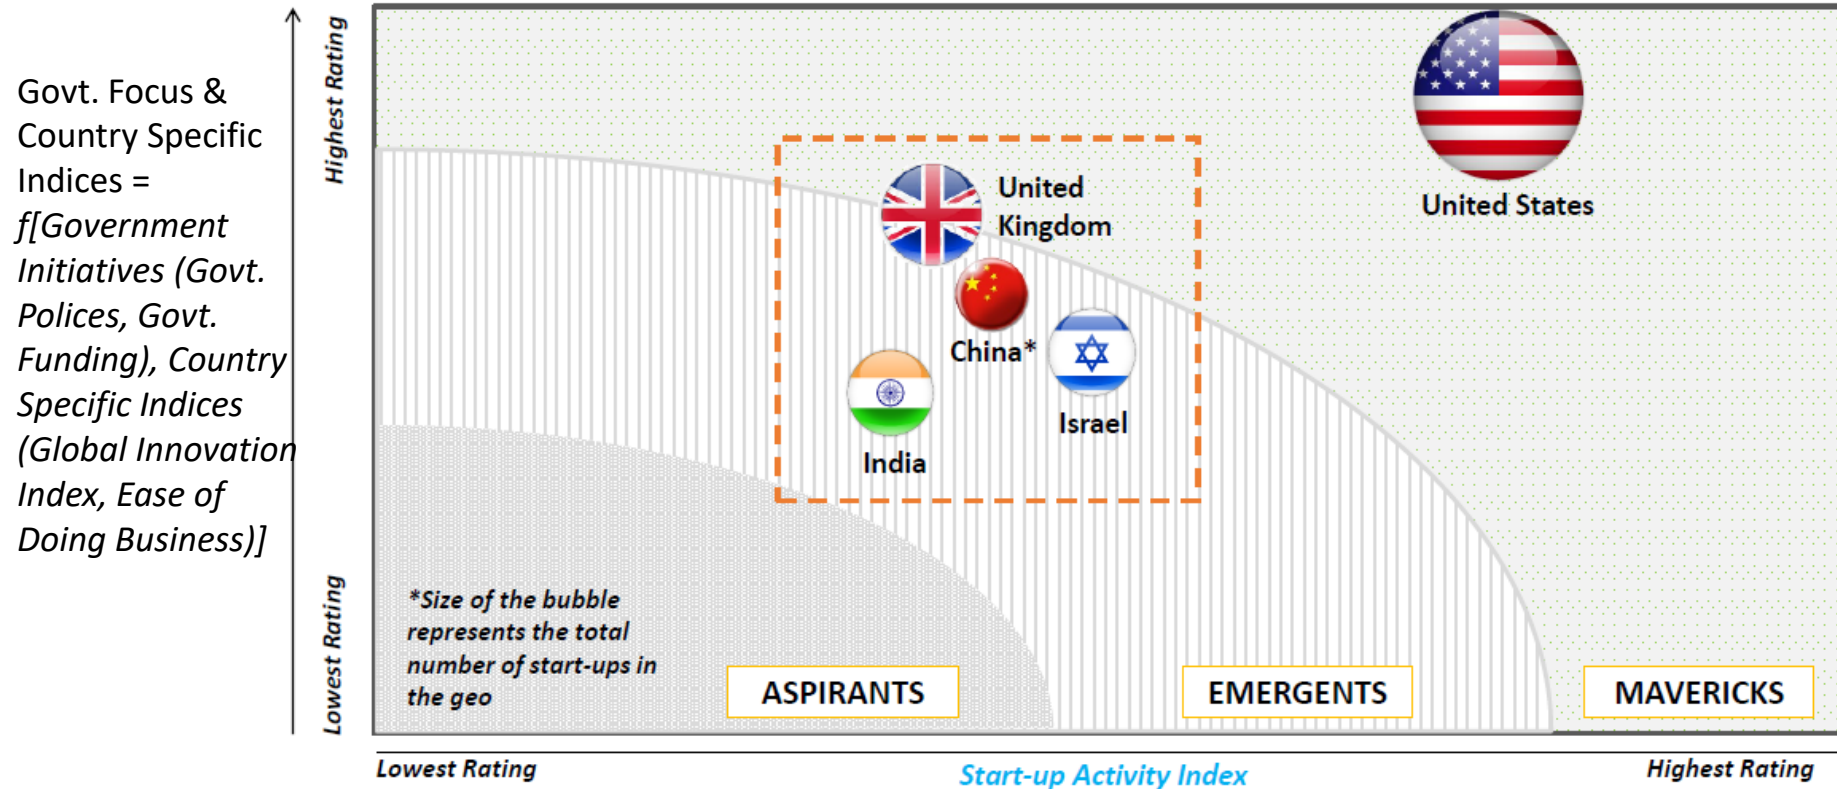 Govt. Focus &
Country Specific
Indices =
f[Government
Initiatives (Govt.
Polices, Govt.
Funding), Country
Specific Indices
(Global Innovation
Index, Ease of
Doing Business)]
Highest Rating
Lowest Rating
United States
United
Kingdom
China*
Israel
India
*Size of the bubble
represents the total
number of start-ups in
the geo
ASPIRANTS
EMERGENTS
MAVERICKS
Lowest Rating
Start-up Activity Index
Highest Rating